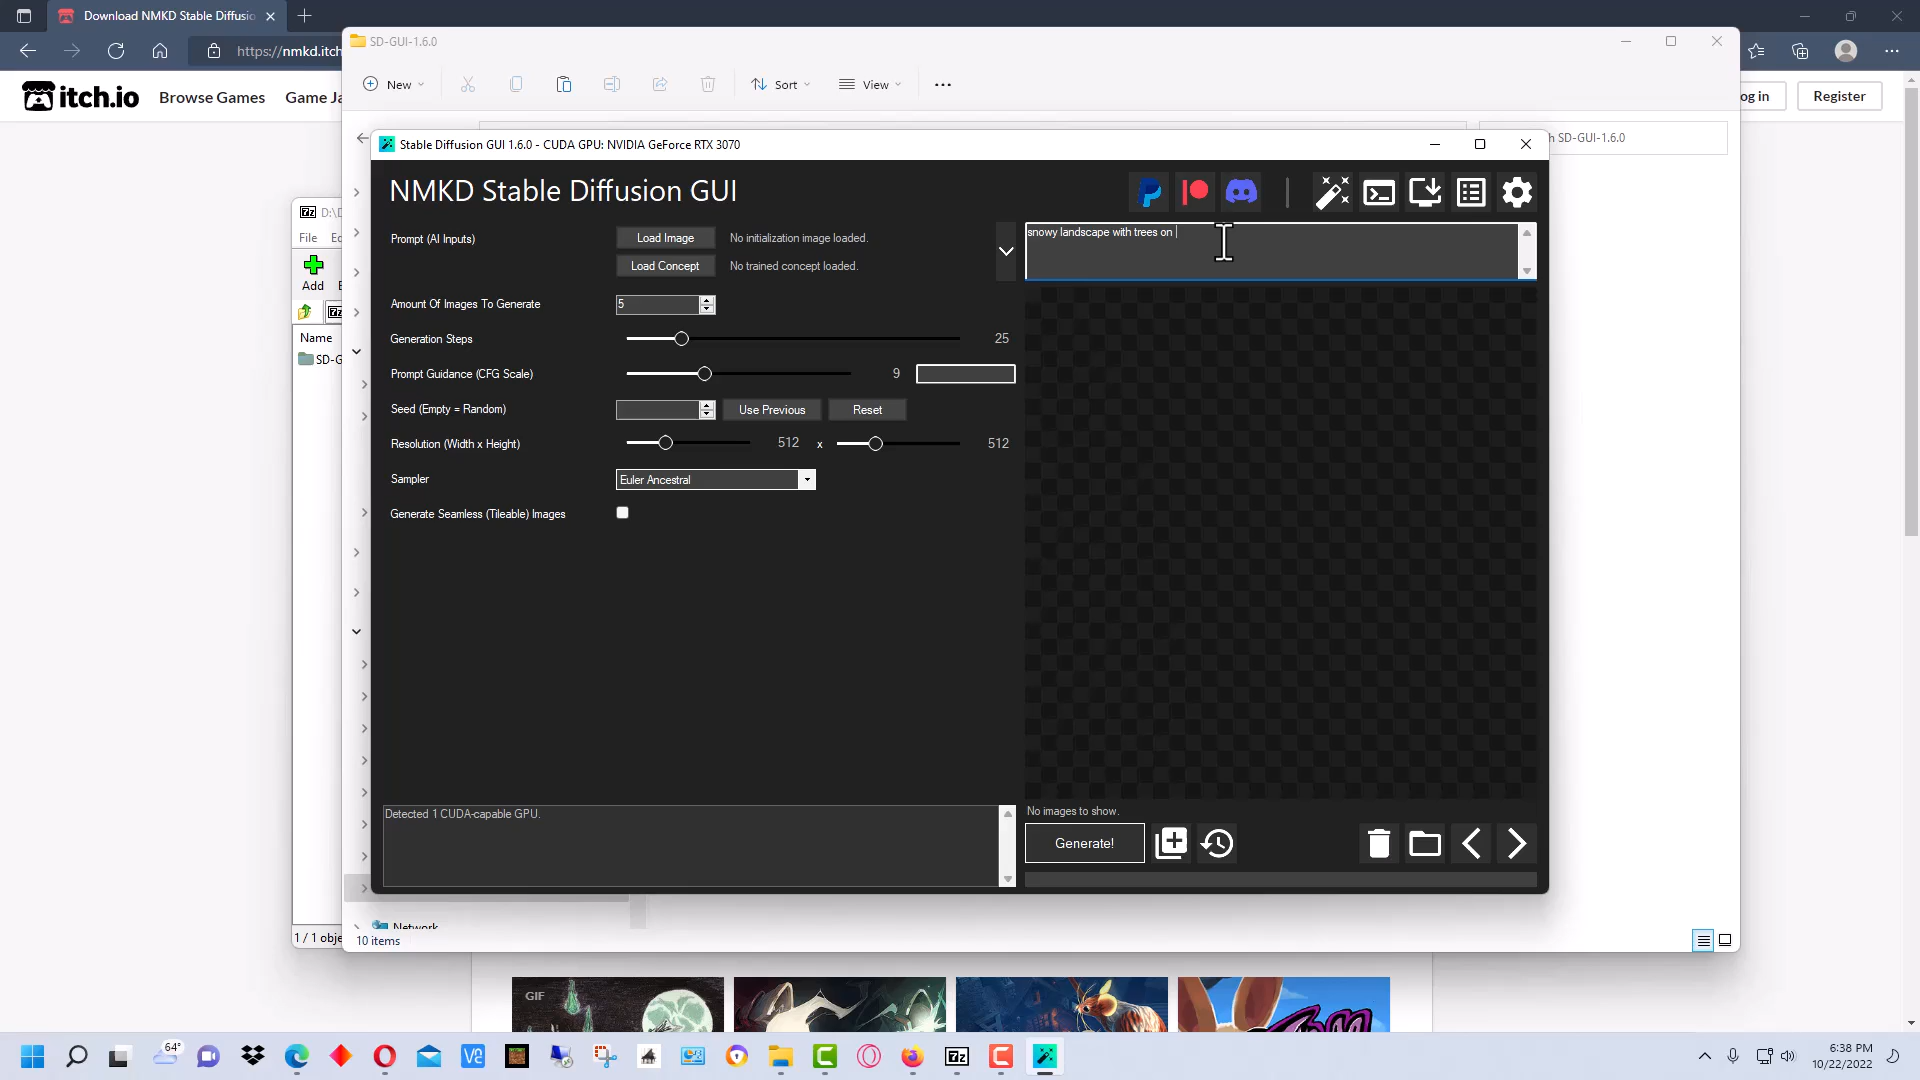 Download NMKD Stable Diffusio
https://nmkd.itch
itch.io
Browse Games
Game Ja
og in
Register
SD-GUI-1.6.0
New
Sort
View
SD-GUI-1.6.0
File
Add
Name
SD-G
1 / 1 obje
Stable Diffusion GUI 1.6.0 - CUDA GPU: NVIDIA GeForce RTX 3070
NMKD Stable Diffusion GUI
Prompt (AI Inputs)
Load Image
No initialization image loaded.
Load Concept
No trained concept loaded.
snowy landscape with trees on
Amount Of Images To Generate
5
Generation Steps
25
Prompt Guidance (CFG Scale)
9
Seed (Empty = Random)
Use Previous
Reset
Resolution (Width x Height)
512 x 512
Sampler
Euler Ancestral
Generate Seamless (Tileable) Images
Detected 1 CUDA-capable GPU.
No images to show.
Generate!
Network
10 items
GIF
64°
6:38 PM
10/22/2022